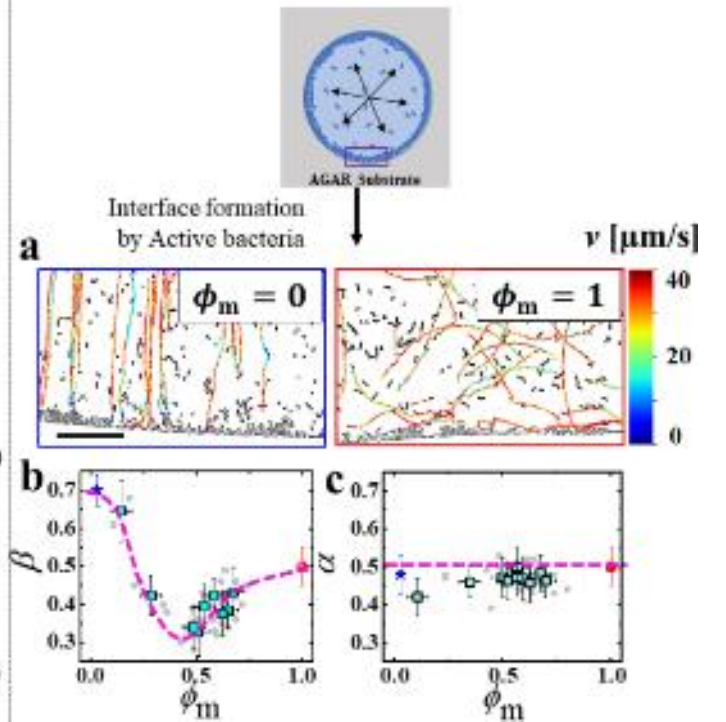 AGAR Substrate
Interface formation
by Active bacteria
a
v [μm/s]
ϕm = 0
ϕm = 1
40
20
0
b
c
0.7
0.6
0.5
0.4
0.3
β
0.0
0.5
1.0
ϕm
0.7
0.6
0.5
0.4
0.3
α
0.0
0.5
1.0
ϕm